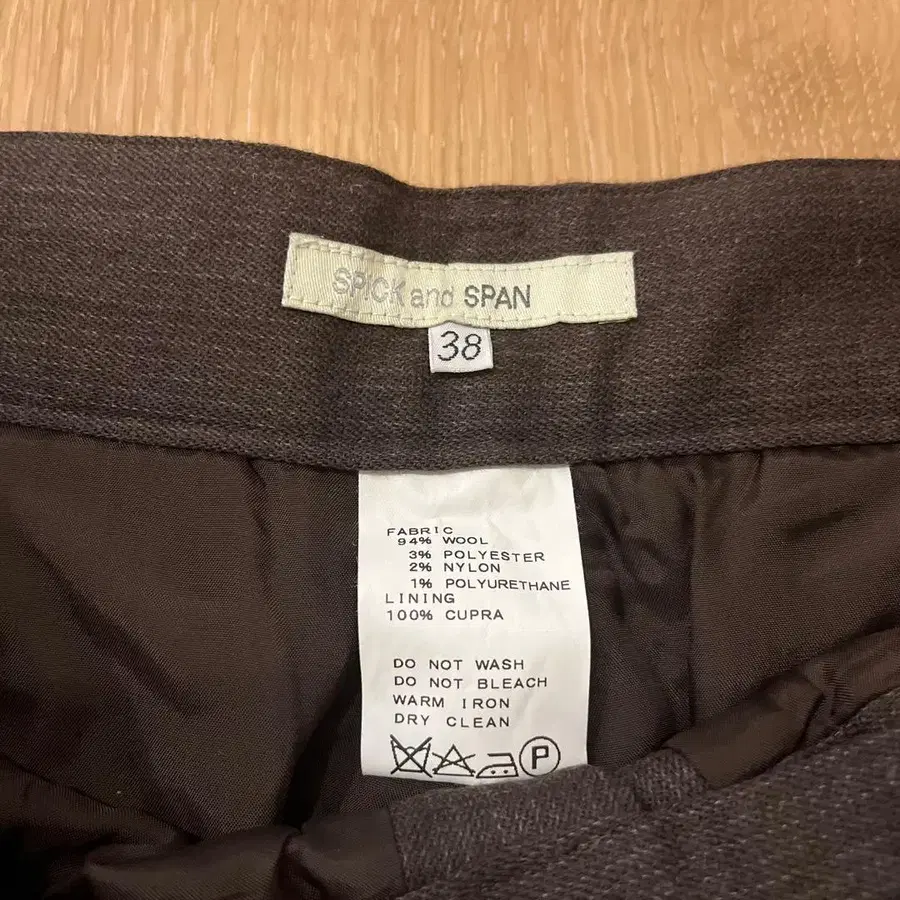 SPICK and SPAN
38
FABRIC
94% WOOL
3% POLYESTER
2% NYLON
1% POLYURETHANE
LINING
100% CUPRA
DO NOT WASH
DO NOT BLEACH
WARM IRON
DRY CLEAN
P